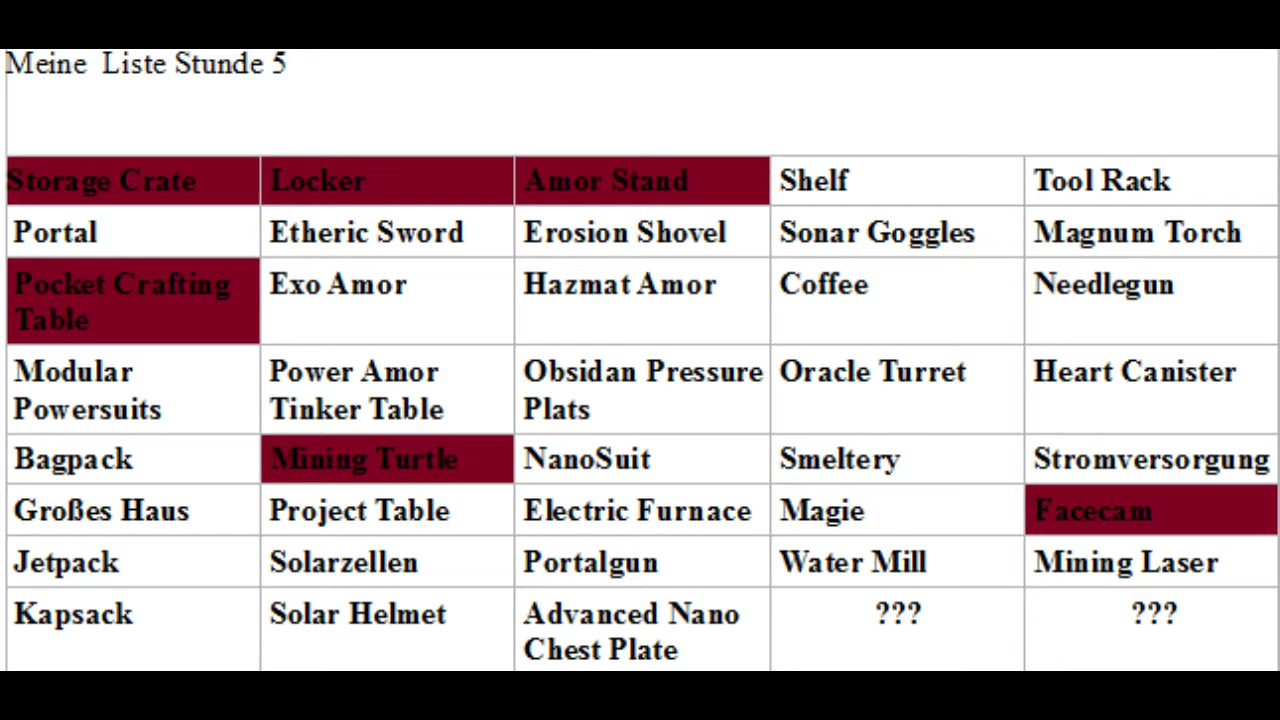 Meine Liste Stunde 5
Storage Crate Locker Amor Stand Shelf Tool Rack
Portal Etheric Sword Erosion Shovel Sonar Goggles Magnum Torch
Pocket Crafting Exo Amor Hazmat Amor Coffee Needlegun
Table
Modular Power Amor Obsidan Pressure Oracle Turret Heart Canister
Powersuits Tinker Table Plats
Bagpack Mining Turtle NanoSuit Smeltery Stromversorgung
Großes Haus Project Table Electric Furnace Magie Facecam
Jetpack Solarzellen Portalgun Water Mill Mining Laser
Kapsack Solar Helmet Advanced Nano ??? ???
Chest Plate